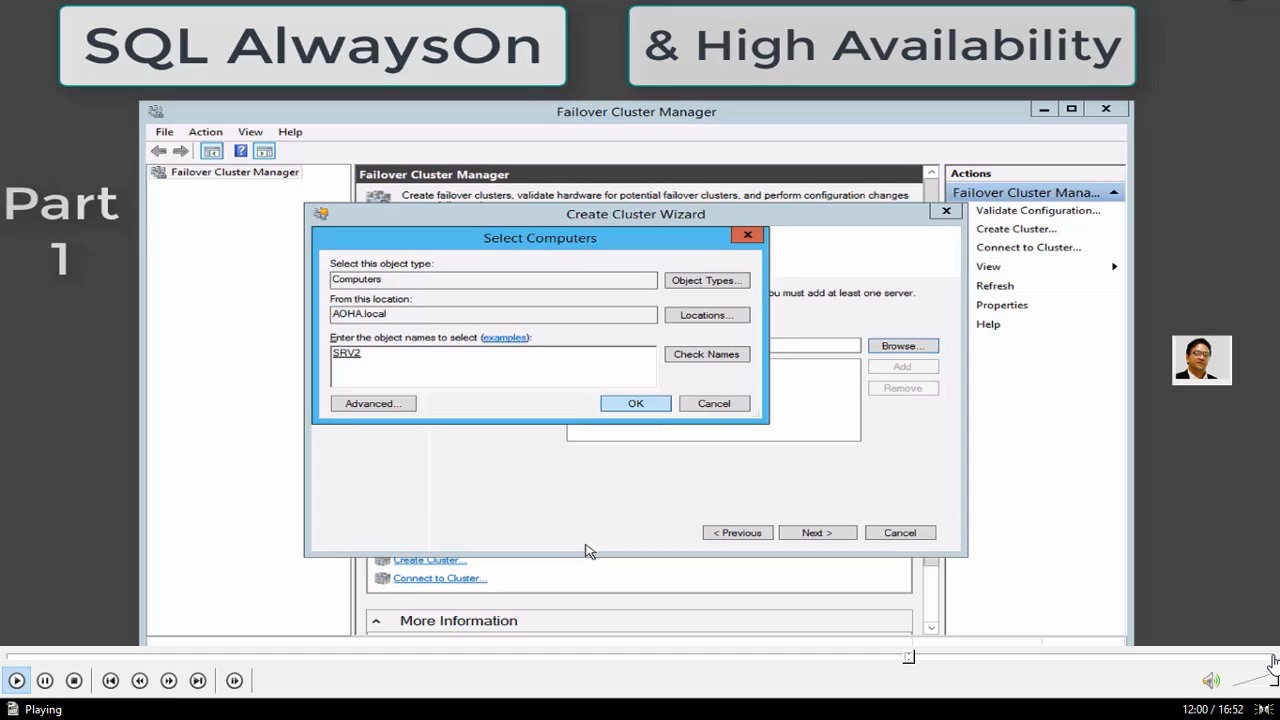 SQL AlwaysOn
& High Availability
Part
1
Failover Cluster Manager
File Action View Help
Failover Cluster Manager
Failover Cluster Manager
Create failover clusters, validate hardware for potential failover clusters, and perform configuration changes
Actions
Failover Cluster Mana...
Validate Configuration...
Create Cluster...
Connect to Cluster...
View
Refresh
Properties
Help
Create Cluster Wizard
Select Computers
Select this object type:
Computers
Object Types...
From this location:
AOHA.local
Locations...
Enter the object names to select (examples):
SRV2
Check Names
Advanced...
OK
Cancel
you must add at least one server.
Browse...
Add
Remove
< Previous
Next >
Cancel
Create Cluster...
Connect to Cluster...
More Information
Playing
12:00 / 16:52